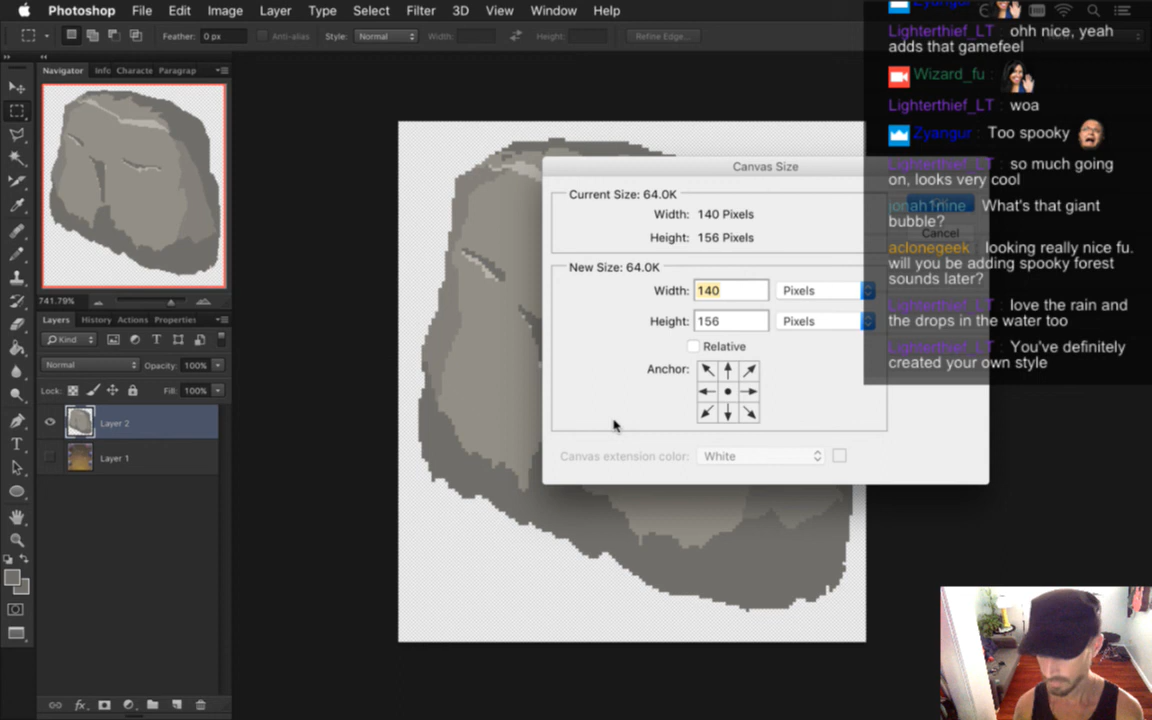 Photoshop File Edit Image Layer Type Select Filter 3D View Window Help
Feather: 0 px Anti-alias Style: Normal Width: Height: Refine Edge...
Navigator Info Characte Paragrap
741.79%
Layers History Actions Properties
Kind
Normal Opacity: 100%
Lock: Fill: 100%
Layer 2
Layer 1
Canvas Size
Current Size: 64.0K
Width: 140 Pixels
Height: 156 Pixels
New Size: 64.0K
Width: 140 Pixels
Height: 156 Pixels
Relative
Anchor:
Canvas extension color: White
Cancel
Zyangur
Lighterthief_LT : ohh nice, yeah
adds that gamefeel
Wizard_fu :
Lighterthief_LT : woa
Zyangur : Too spooky
Lighterthief_LT : so much going
on, looks very cool
jonah1nine : What's that giant
bubble?
aclonegeek : looking really nice fu.
will you be adding spooky forest
sounds later?
Lighterthief_LT : love the rain and
the drops in the water too
Lighterthief_LT : You've definitely
created your own style